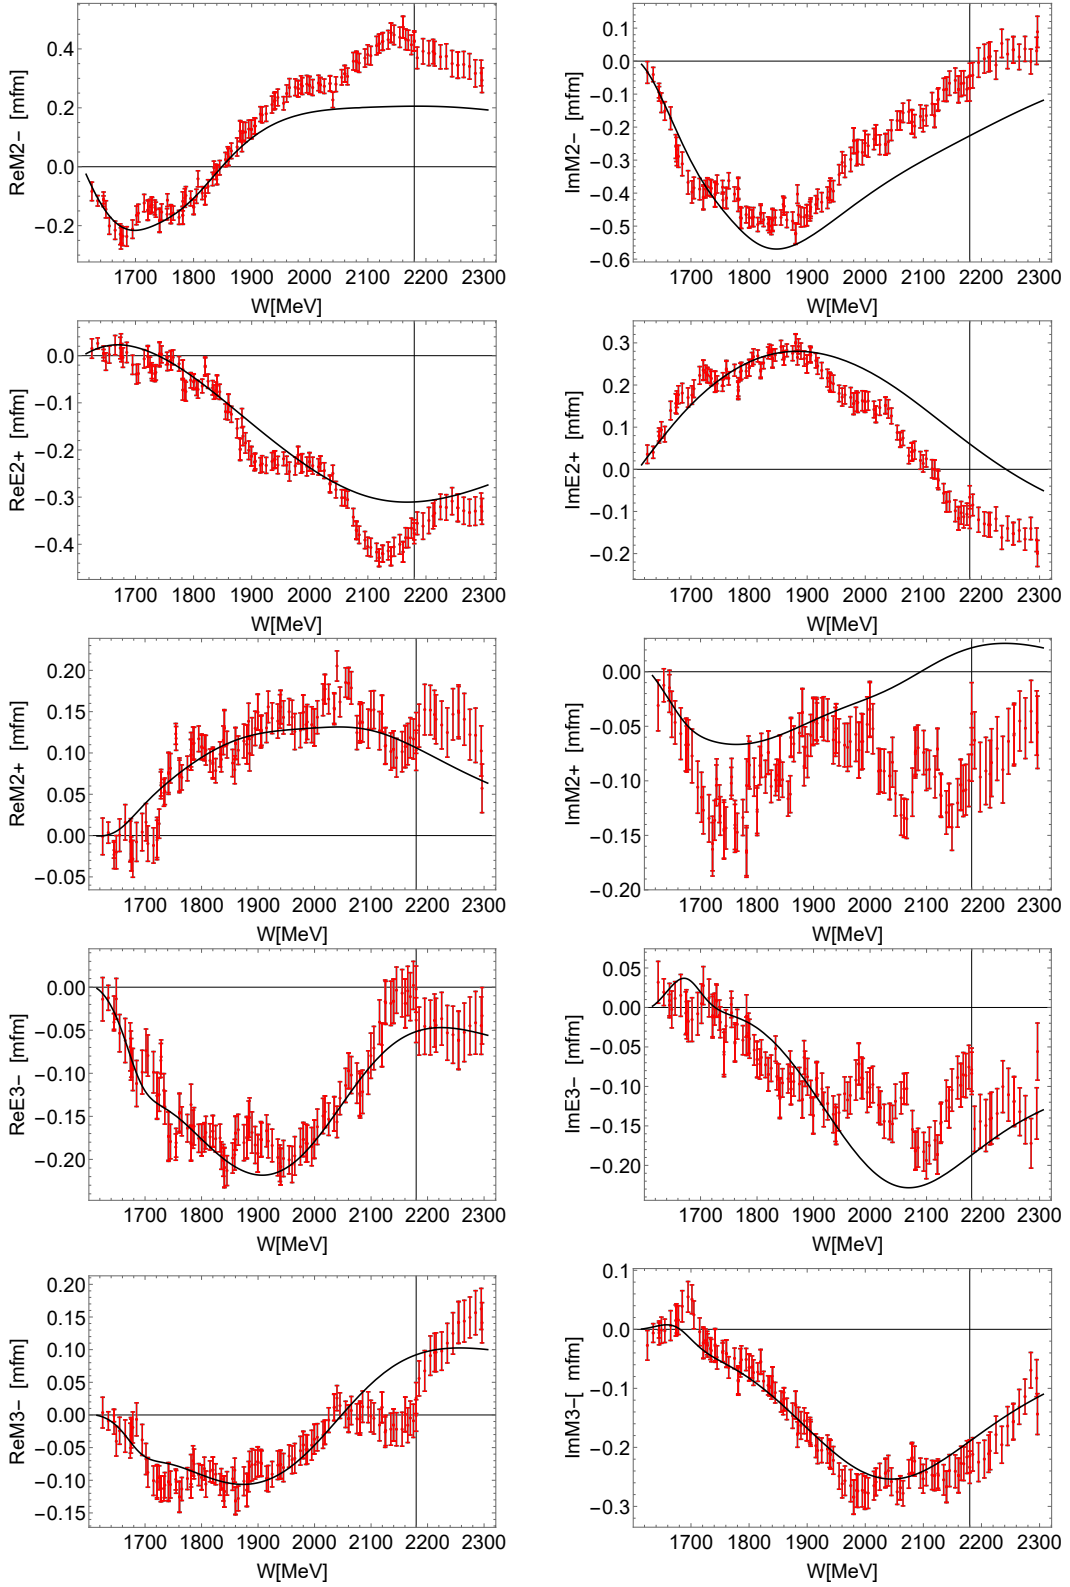 0.4
0.2
0.0
−0.2
ReM2− [mfm]
1700 1800 1900 2000 2100 2200 2300
W[MeV]
0.1
0.0
−0.1
−0.2
−0.3
−0.4
−0.5
−0.6
ImM2− [mfm]
1700 1800 1900 2000 2100 2200 2300
W[MeV]
0.0
−0.1
−0.2
−0.3
−0.4
ReE2+ [mfm]
1700 1800 1900 2000 2100 2200 2300
W[MeV]
0.3
0.2
0.1
0.0
−0.1
−0.2
ImE2+ [mfm]
1700 1800 1900 2000 2100 2200 2300
W[MeV]
0.20
0.15
0.10
0.05
0.00
−0.05
ReM2+ [mfm]
1700 1800 1900 2000 2100 2200 2300
W[MeV]
0.00
−0.05
−0.10
−0.15
−0.20
ImM2+ [mfm]
1700 1800 1900 2000 2100 2200 2300
W[MeV]
0.00
−0.05
−0.10
−0.15
−0.20
ReE3− [mfm]
1700 1800 1900 2000 2100 2200 2300
W[MeV]
0.05
0.00
−0.05
−0.10
−0.15
−0.20
ImE3− [mfm]
1700 1800 1900 2000 2100 2200 2300
W[MeV]
0.20
0.15
0.10
0.05
0.00
−0.05
−0.10
−0.15
ReM3− [mfm]
1700 1800 1900 2000 2100 2200 2300
W[MeV]
0.1
0.0
−0.1
−0.2
−0.3
ImM3−[ mfm]
1700 1800 1900 2000 2100 2200 2300
W[MeV]